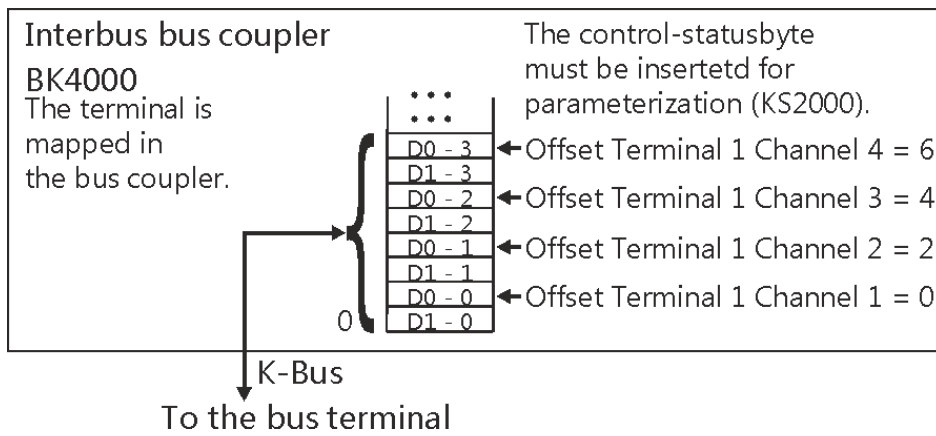 Interbus bus coupler
BK4000
The terminal is
mapped in
the bus coupler.
The control-statusbyte
must be insertetd for
parameterization (KS2000).
D0 - 3
D1 - 3
D0 - 2
D1 - 2
D0 - 1
D1 - 1
D0 - 0
D1 - 0
0
Offset Terminal 1 Channel 4 = 6
Offset Terminal 1 Channel 3 = 4
Offset Terminal 1 Channel 2 = 2
Offset Terminal 1 Channel 1 = 0
K-Bus
To the bus terminal